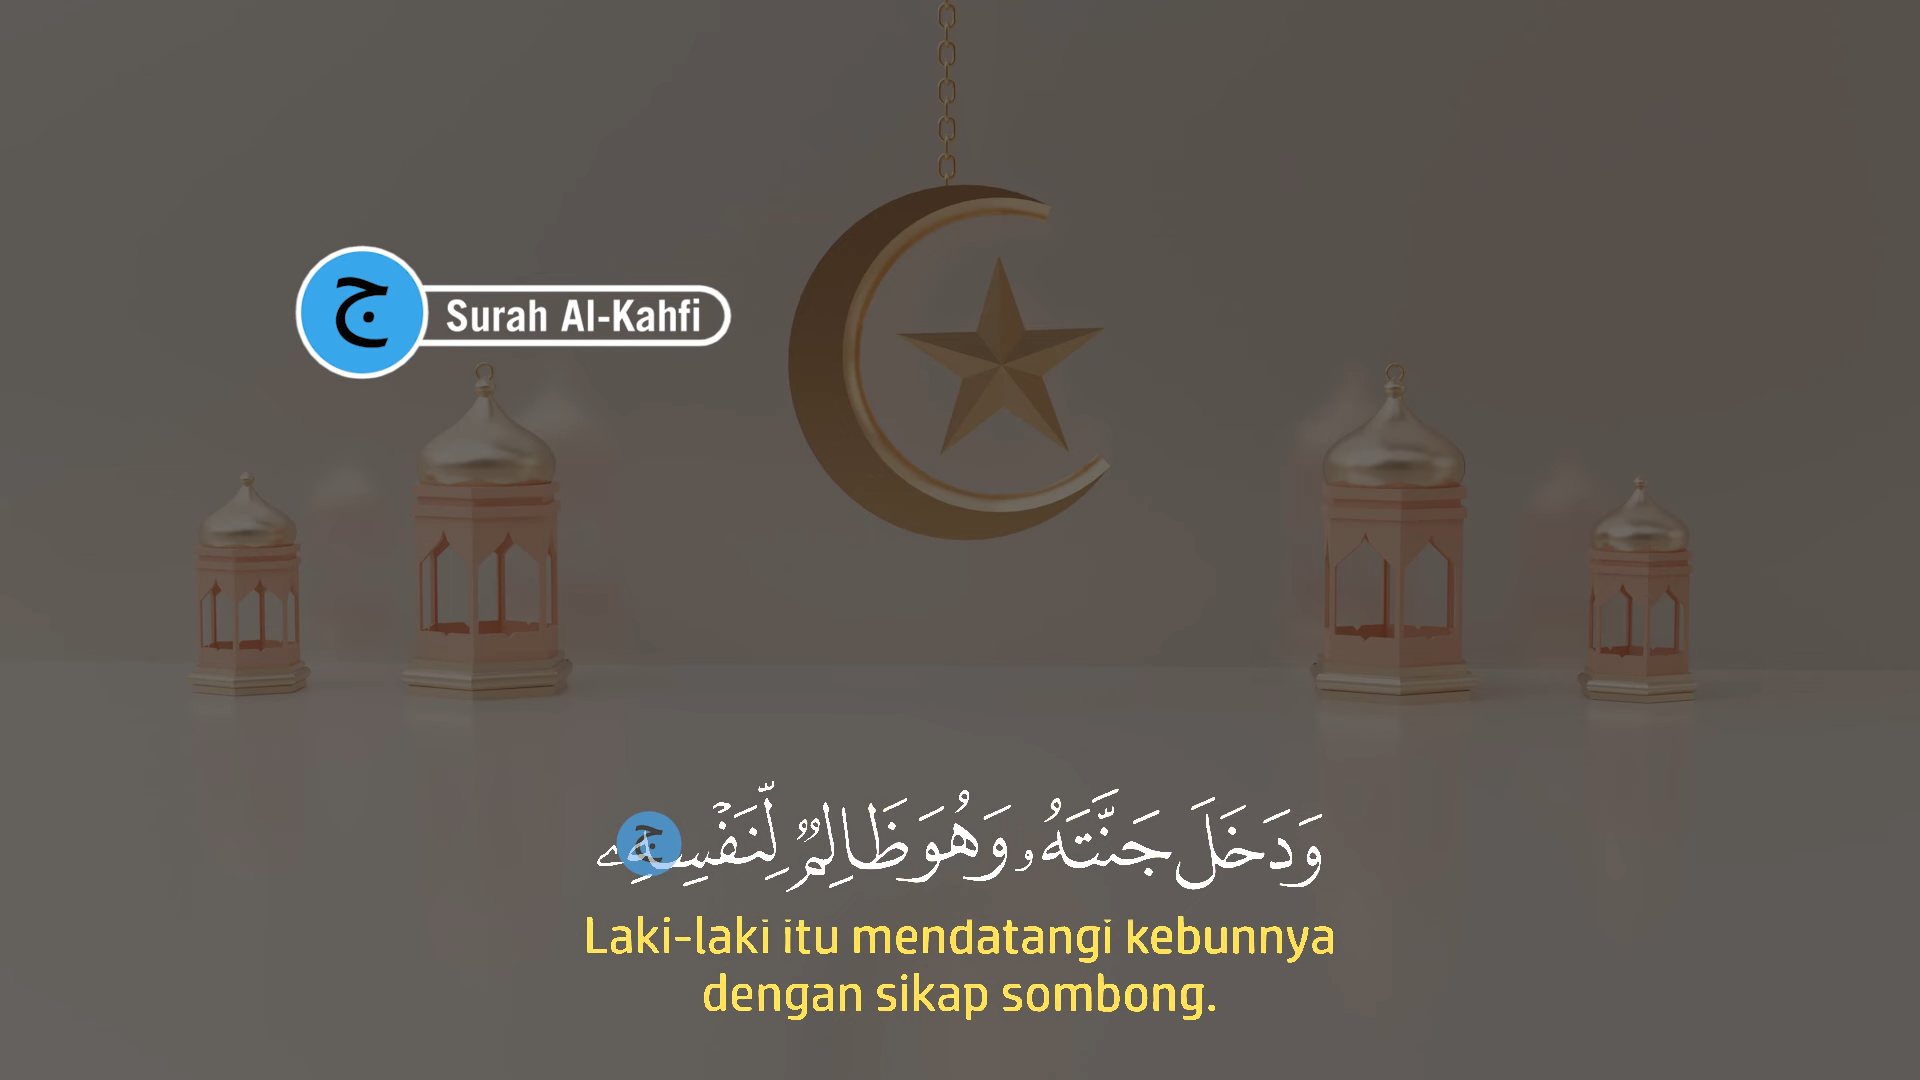 ج
Surah Al-Kahfi
وَدَخَلَ جَنَّتَهُۥ وَهُوَ ظَالِمٌ لِّنَفْسِهِۦ
ج
Laki-laki itu mendatangi kebunnya
dengan sikap sombong.